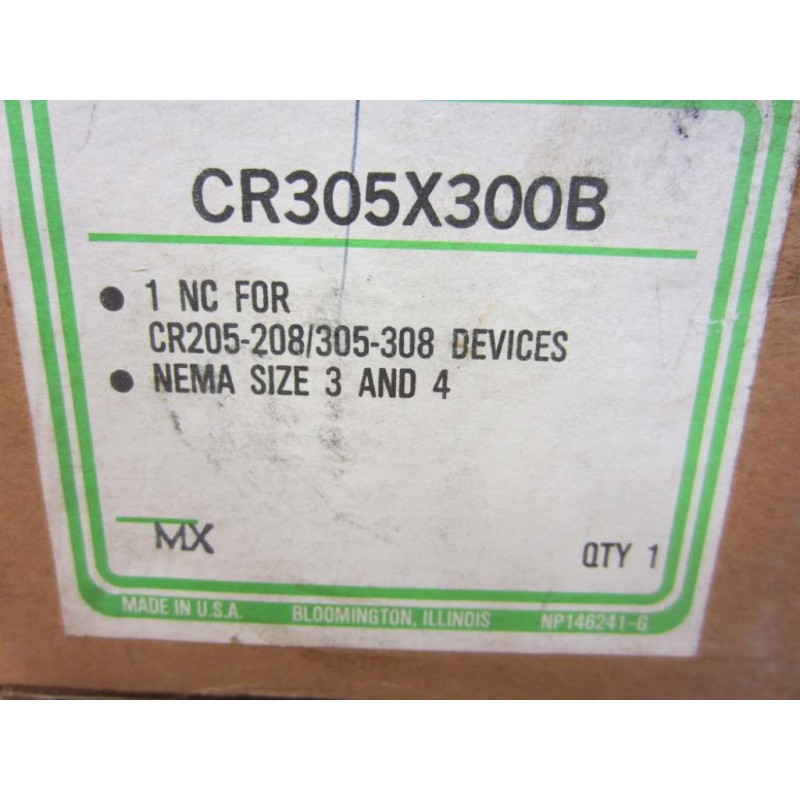 CR305X300B
● 1 NC FOR
CR205-208/305-308 DEVICES
● NEMA SIZE 3 AND 4
MX
QTY 1
MADE IN U.S.A. BLOOMINGTON, ILLINOIS NP146241-G